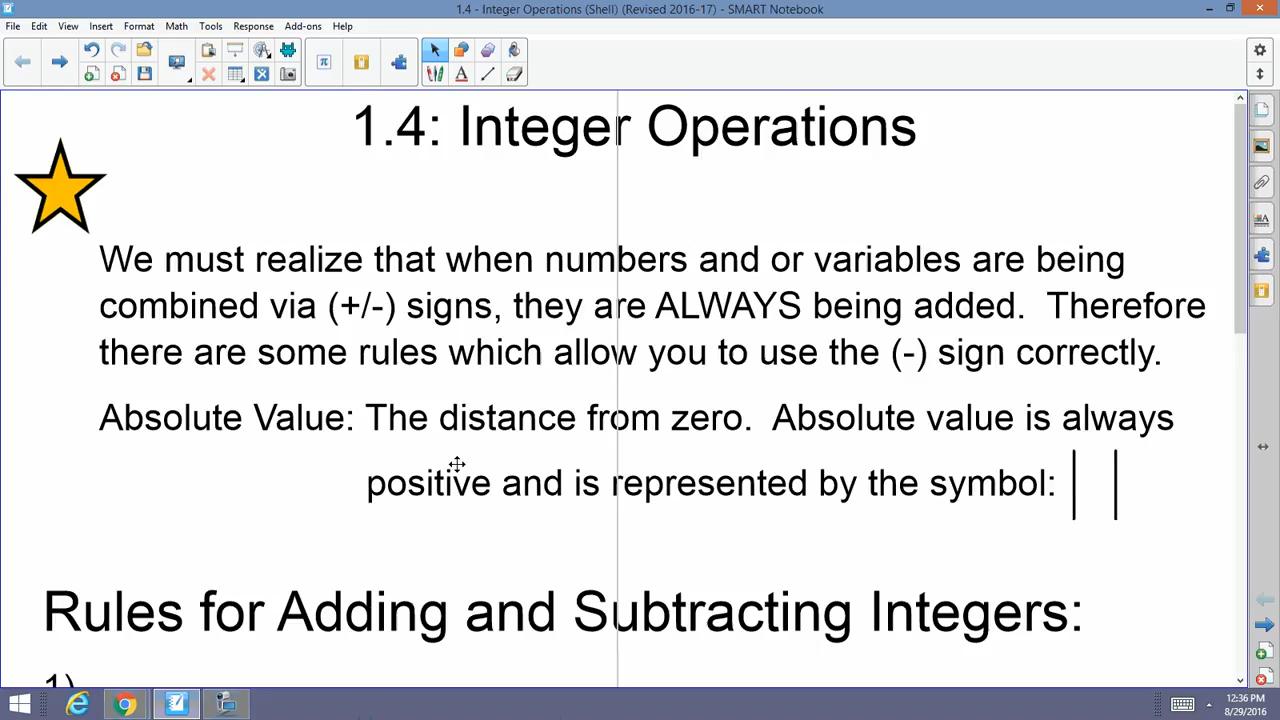 1.4 - Integer Operations (Shell) (Revised 2016-17) - SMART Notebook
File Edit View Insert Format Math Tools Response Add-ons Help
1.4: Integer Operations
We must realize that when numbers and or variables are being
combined via (+/-) signs, they are ALWAYS being added. Therefore
there are some rules which allow you to use the (-) sign correctly.
Absolute Value: The distance from zero. Absolute value is always
positive and is represented by the symbol: | |
Rules for Adding and Subtracting Integers:
1)
12:36 PM
8/29/2016